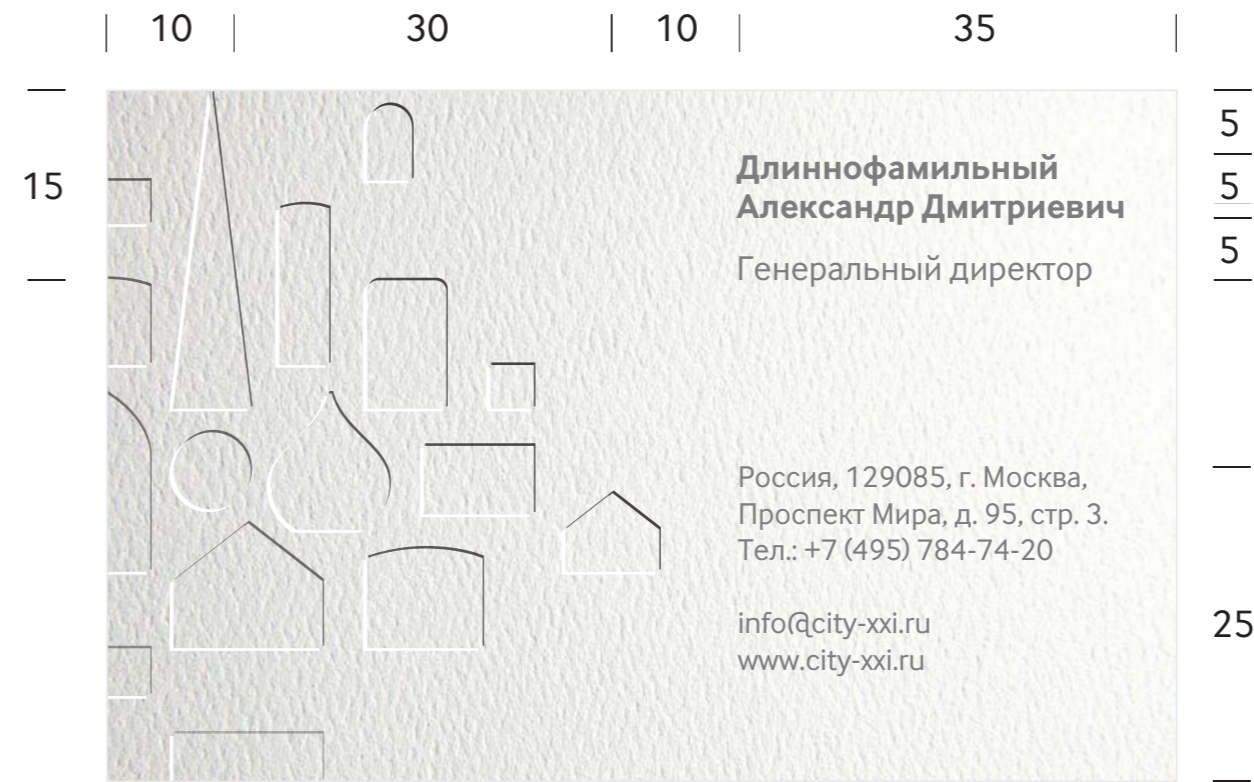 10 30 10 35
5
15 5
5
Длиннофамильный
Александр Дмитриевич
Генеральный директор
Россия, 129085, г. Москва,
Проспект Мира, д. 95, стр. 3.
Тел.: +7 (495) 784-74-20
info@city-xxi.ru
www.city-xxi.ru
25